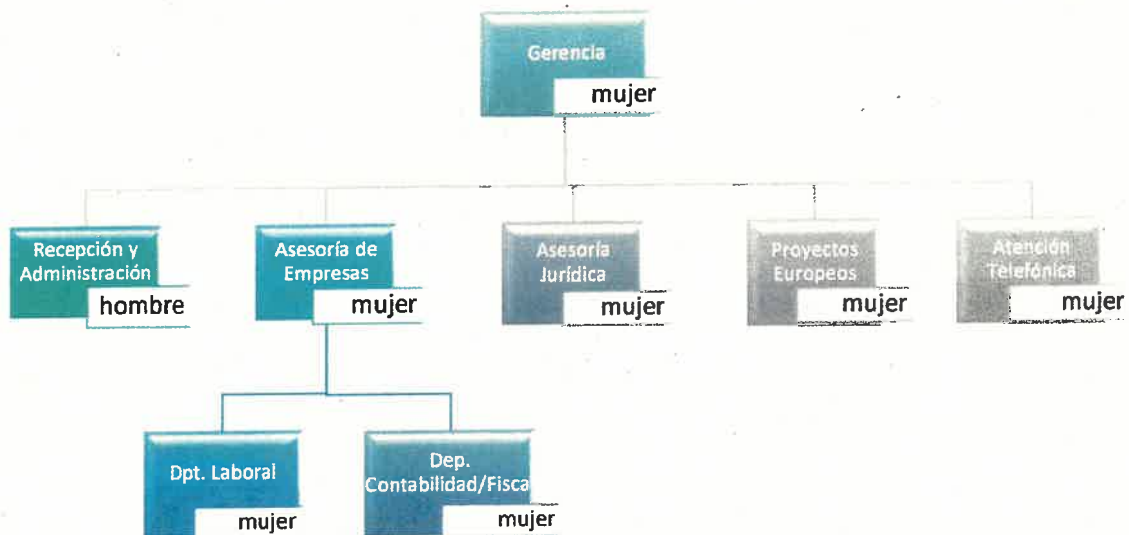 Gerencia
mujer
Recepción y
Administración
hombre
Asesoría de
Empresas
mujer
Asesoría
Jurídica
mujer
Proyectos
Europeos
mujer
Atención
Telefónica
mujer
Dpt. Laboral
mujer
Dep.
Contabilidad/Fisca
mujer